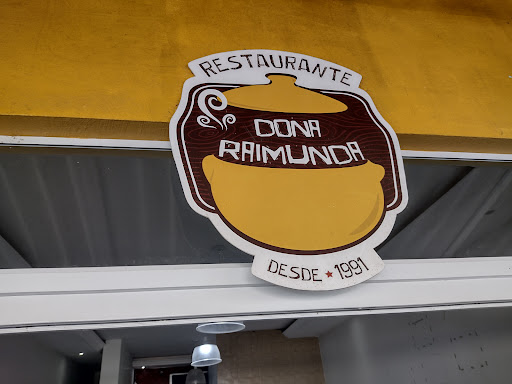 RESTAURANTE
DONA
RAIMUNDA
DESDE ★ 1991